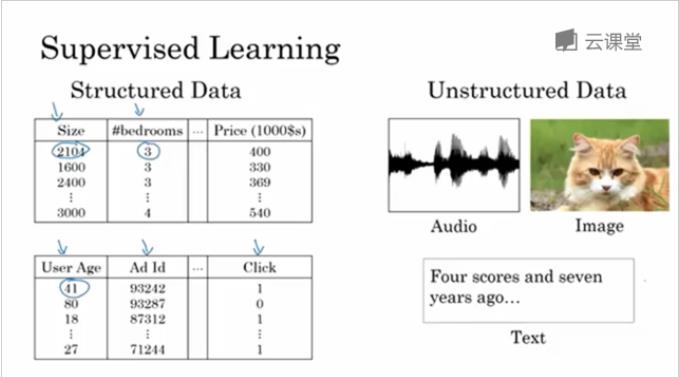 Supervised Learning
云课堂
Structured Data
Size #bedrooms ... Price (1000$s)
2104 3 400
1600 3 330
2400 3 369
⋮ ⋮ ⋮
3000 4 540
User Age Ad Id ... Click
41 93242 1
80 93287 0
18 87312 1
⋮ ⋮ ⋮
27 71244 1
Unstructured Data
Audio
Image
Four scores and seven
years ago...
Text